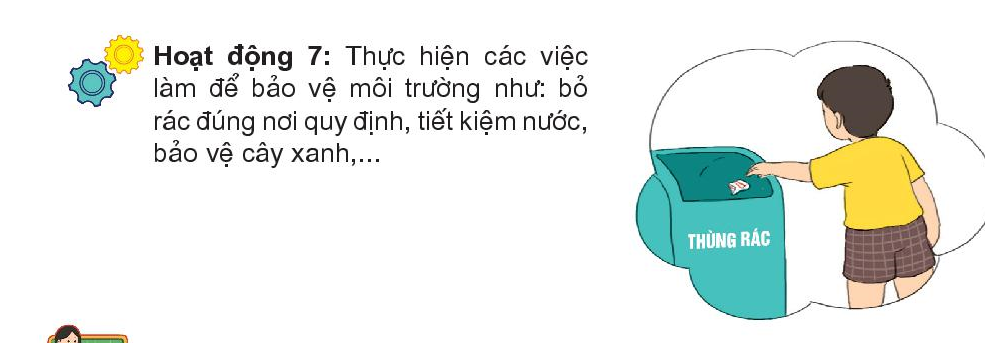 Hoạt động 7: Thực hiện các việc
làm để bảo vệ môi trường như: bỏ
rác đúng nơi quy định, tiết kiệm nước,
bảo vệ cây xanh,...
THÙNG RÁC